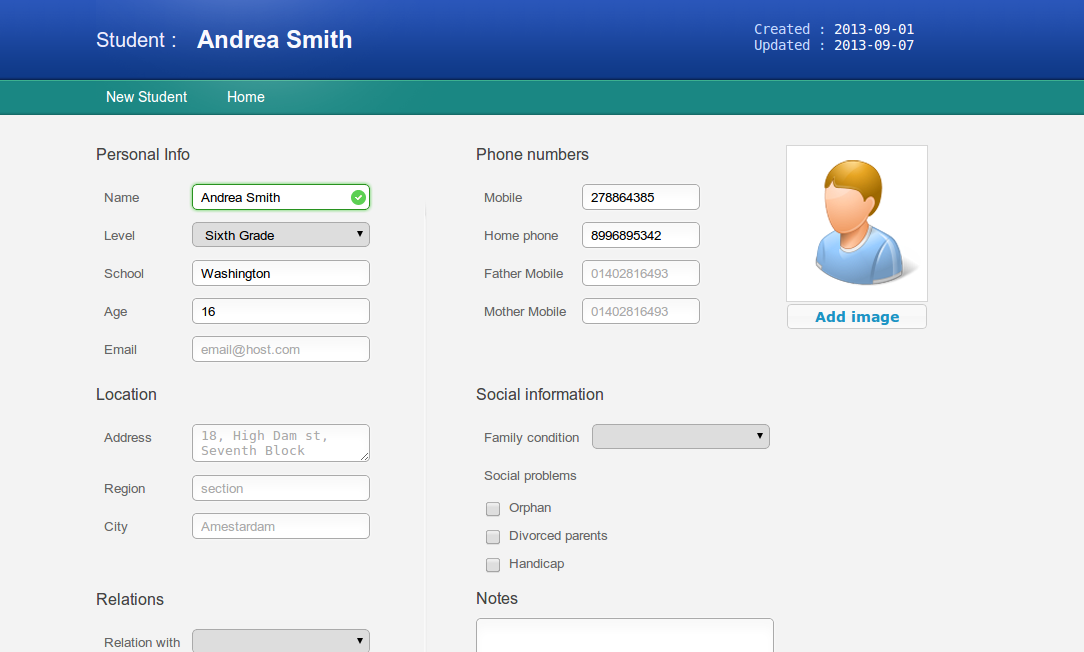 Student : Andrea Smith
Created : 2013-09-01
Updated : 2013-09-07
New Student Home
Personal Info
Name Andrea Smith
Level Sixth Grade
School Washington
Age 16
Email email@host.com
Phone numbers
Mobile 278864385
Home phone 8996895342
Father Mobile 01402816493
Mother Mobile 01402816493
Add image
Location
Address 18, High Dam st,
Seventh Block
Region section
City Amestardam
Social information
Family condition
Social problems
Orphan
Divorced parents
Handicap
Relations
Relation with
Notes